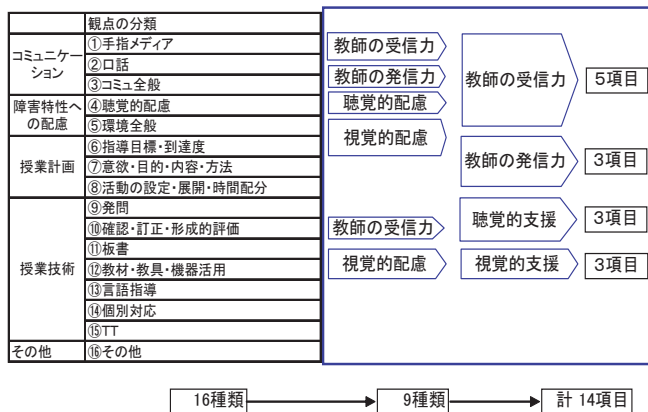 観点の分類
コミュニケー
ション
①手指メディア
②口話
③コミュ全般
障害特性へ
の配慮
④聴覚的配慮
⑤環境全般
授業計画
⑥指導目標・到達度
⑦意欲・目的・内容・方法
⑧活動の設定・展開・時間配分
授業技術
⑨発問
⑩確認・訂正・形成的評価
⑪板書
⑫教材・教具・機器活用
⑬言語指導
⑭個別対応
⑮TT
その他
⑯その他
教師の受信力
教師の発信力
聴覚的配慮
視覚的配慮
教師の受信力
視覚的配慮
教師の受信力
5項目
教師の発信力
3項目
聴覚的支援
3項目
視覚的支援
3項目
16種類
9種類
計 14項目